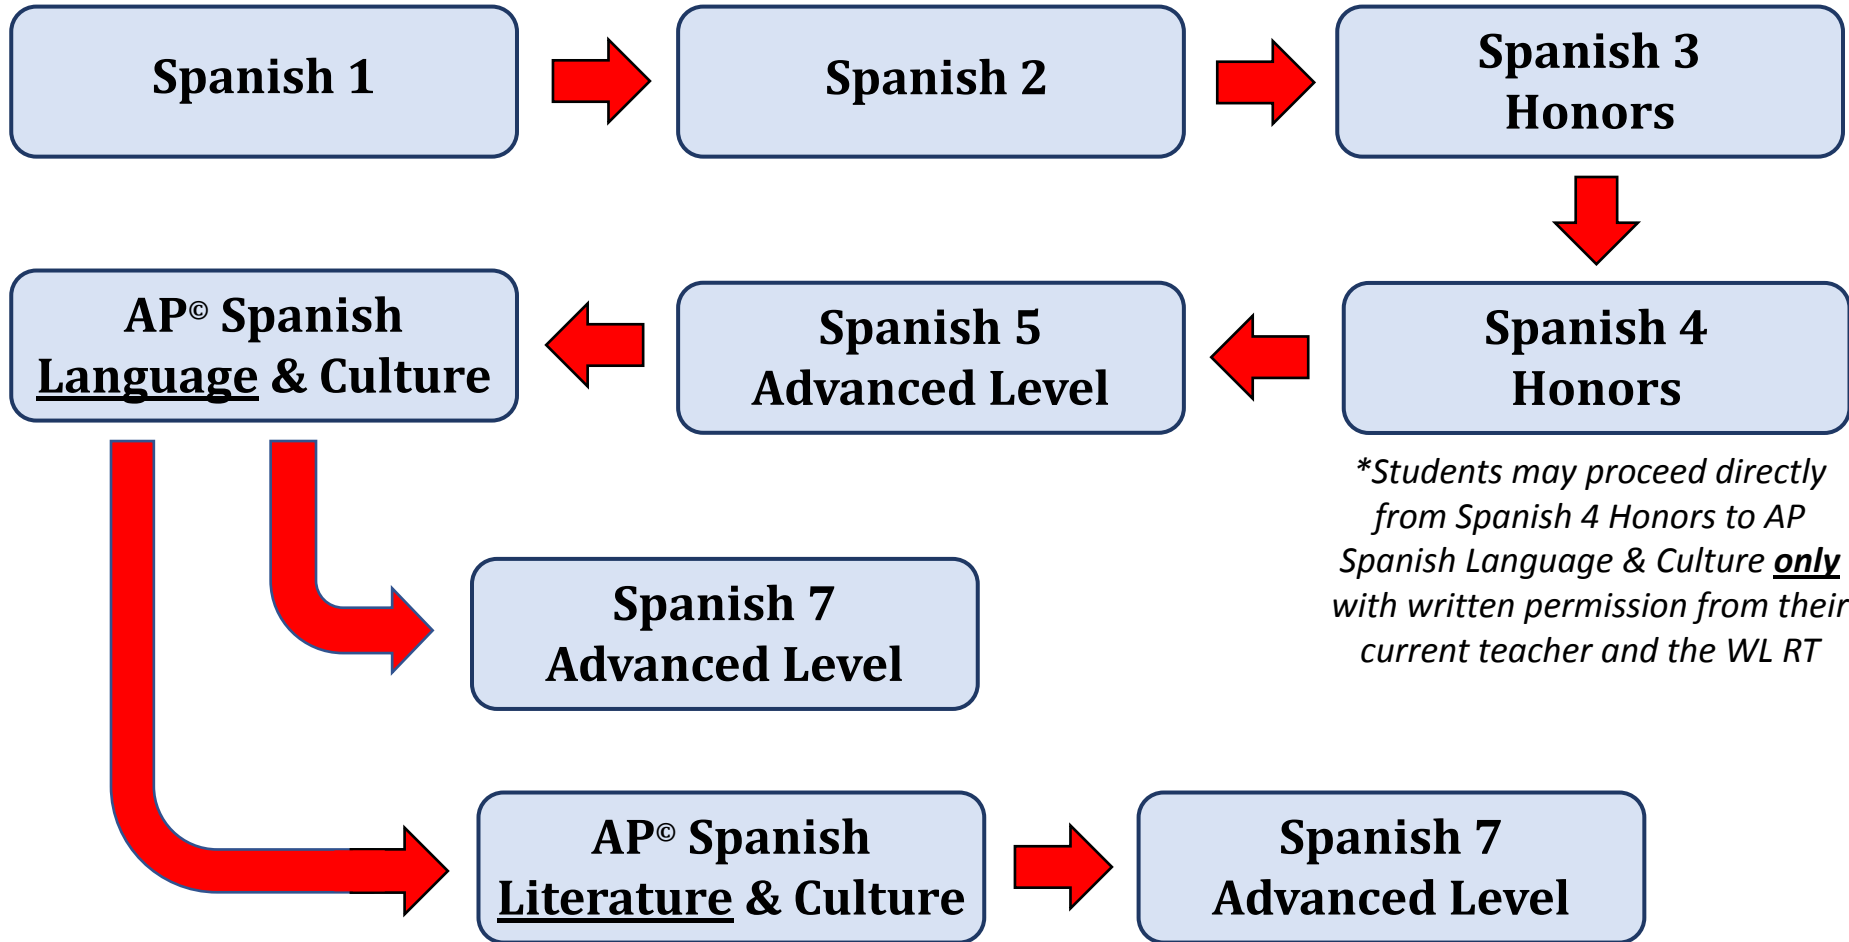 Spanish 1
Spanish 2
Spanish 3
Honors
AP© Spanish
Language & Culture
Spanish 5
Advanced Level
Spanish 4
Honors
*Students may proceed directly
from Spanish 4 Honors to AP
Spanish Language & Culture only
with written permission from their
current teacher and the WL RT
Spanish 7
Advanced Level
AP© Spanish
Literature & Culture
Spanish 7
Advanced Level